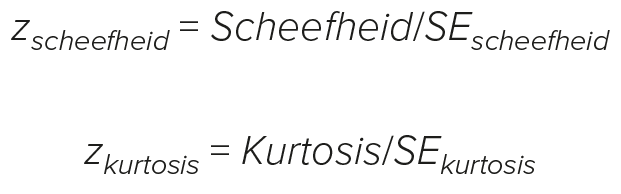 z_scheefheid = Scheefheid/SE_scheefheid
z_kurtosis = Kurtosis/SE_kurtosis